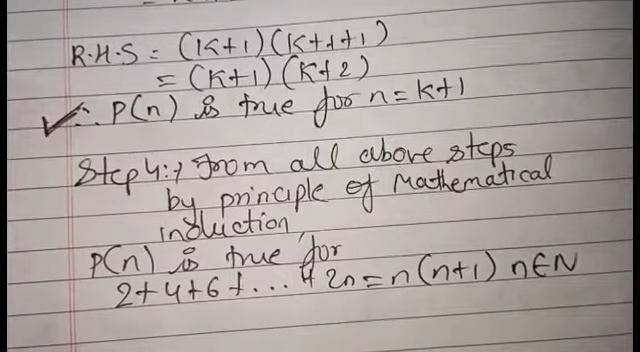 R.H.S = (K+1)(K+1+1)
= (K+1)(K+2)
✓∴ P(n) is true for n = k+1
Step 4:→ From all above steps
by principle of Mathematical
induction,
P(n) is true for
2+4+6+... + 2n = n(n+1) n∈N